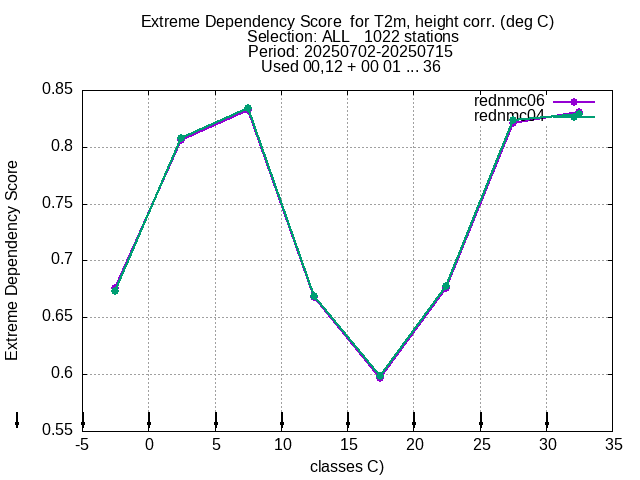 Extreme Dependency Score  for T2m, height corr. (deg C)
Selection: ALL   1022 stations
Period: 20250702-20250715
Used 00,12 + 00 01 ... 36
0.85
rednmc06
rednmc04
0.8
0.75
0.7
0.65
0.6
0.55
Extreme Dependency Score
-5 0 5 10 15 20 25 30 35
classes C)